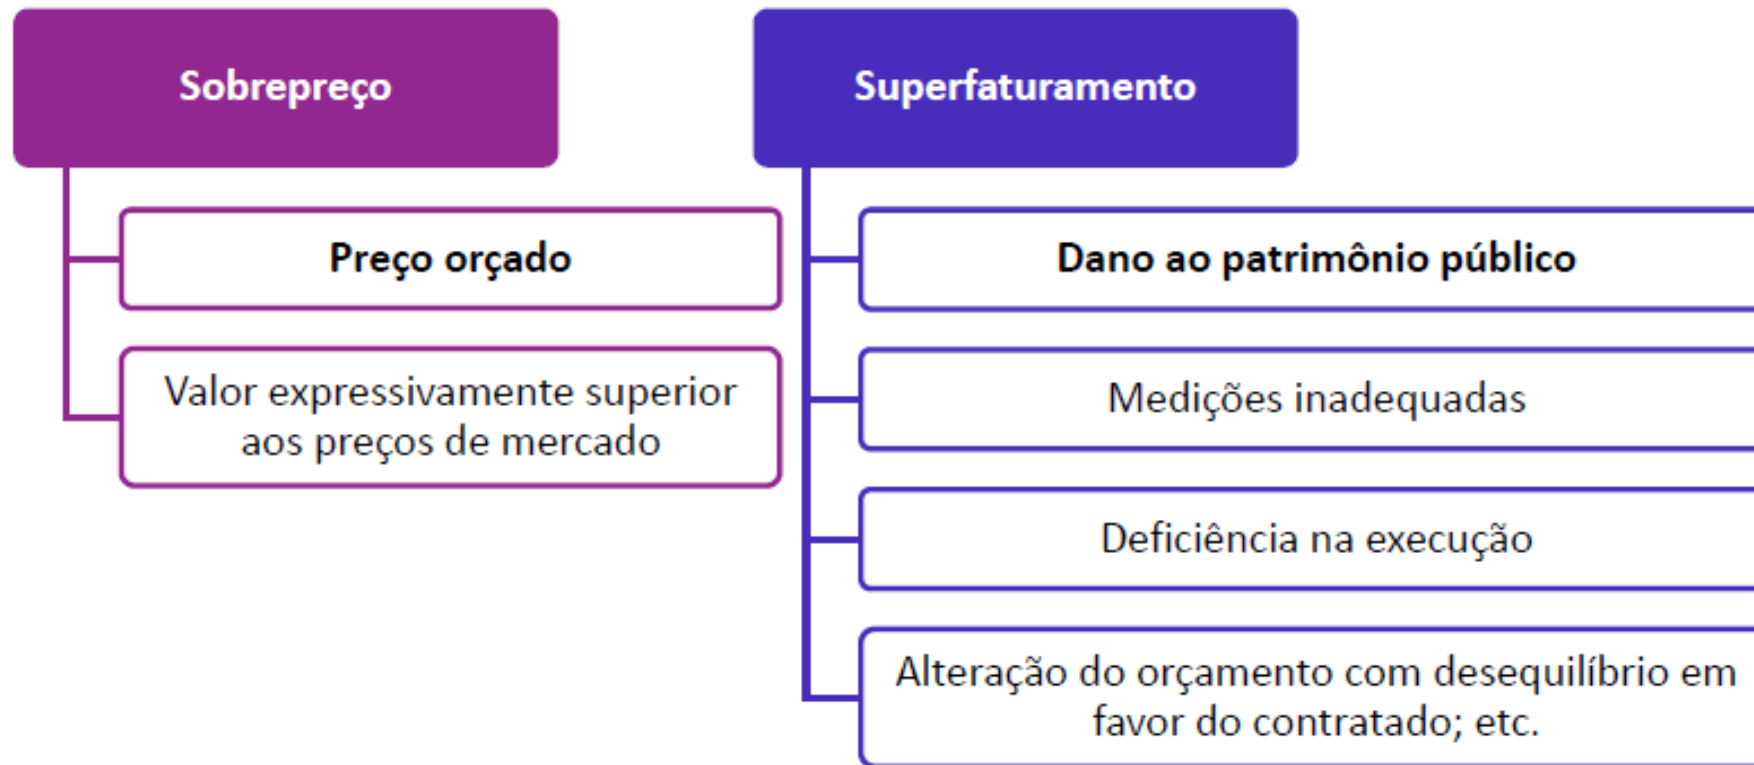 Sobrepreço
Preço orçado
Valor expressivamente superior
aos preços de mercado
Superfaturamento
Dano ao patrimônio público
Medições inadequadas
Deficiência na execução
Alteração do orçamento com desequilíbrio em
favor do contratado; etc.